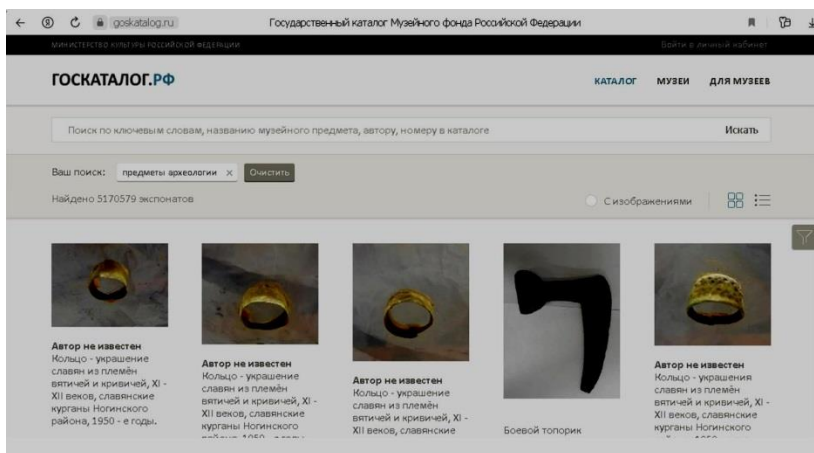 goskatalog.ru
Государственный каталог Музейного фонда Российской Федерации
МИНИСТЕРСТВО КУЛЬТУРЫ РОССИЙСКОЙ ФЕДЕРАЦИИ
Войти в личный кабинет
ГОСКАТАЛОГ.РФ
КАТАЛОГ МУЗЕИ ДЛЯ МУЗЕЕВ
Поиск по ключевым словам, названию музейного предмета, автору, номеру в каталоге
Искать
Ваш поиск: предметы археологии × Очистить
Найдено 5170579 экспонатов
С изображениями
Автор не известен
Кольцо - украшение
славян из племён
вятичей и кривичей, XI -
XII веков, славянские
курганы Ногинского
района, 1950 - е годы.
Автор не известен
Кольцо - украшение
славян из племён
вятичей и кривичей, XI -
XII веков, славянские
курганы Ногинского
района, 1950 - е годы
Автор не известен
Кольцо - украшение
славян из племён
вятичей и кривичей, XI -
XII веков, славянские
Боевой топорик
Автор не известен
Кольцо - украшения
славян из племён
вятичей и кривичей, XI -
XII веков, славянские
курганы Ногинского